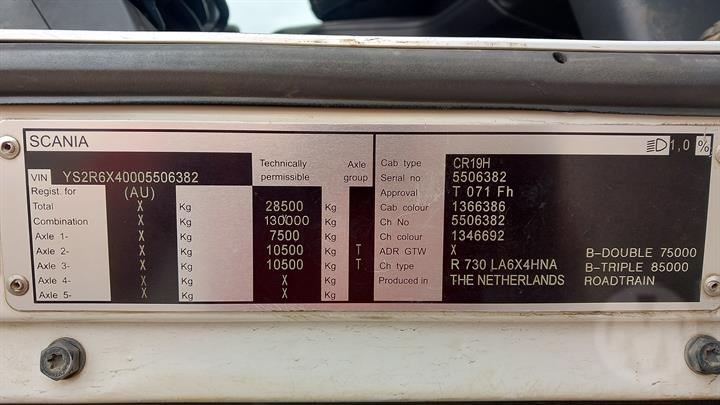 SCANIA
VIN YS2R6X40005506382 Technically permissible Axle group
Regist. for (AU)
Total X Kg 28500 Kg
Combination X Kg 130000 Kg
Axle 1- X Kg 7500 Kg
Axle 2- X Kg 10500 Kg T
Axle 3- X Kg 10500 Kg T
Axle 4- X Kg X Kg
Axle 5- X Kg X Kg
1,0 %
Cab type CR19H
Serial no 5506382
Approval T 071 Fh
Cab colour 1366386
Ch No 5506382
Ch colour 1346692
ADR GTW X B-DOUBLE 75000
Ch type R 730 LA6X4HNA B-TRIPLE 85000
Produced in THE NETHERLANDS ROADTRAIN